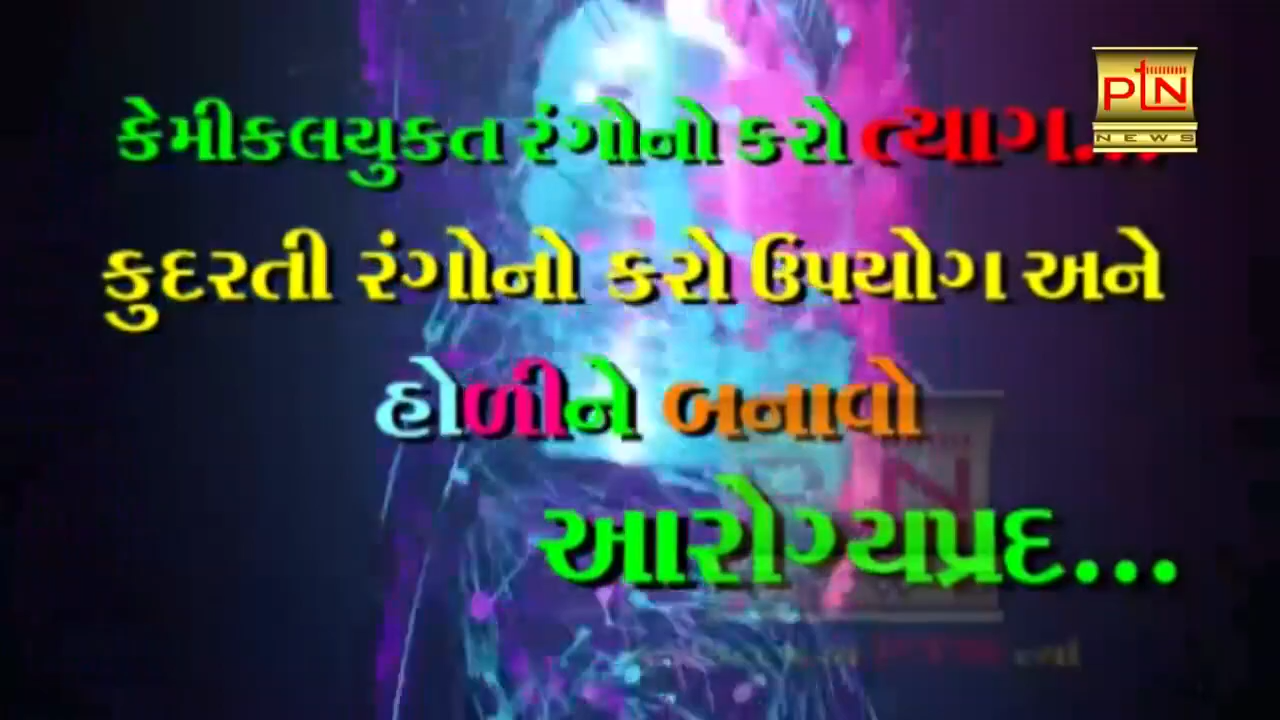 કેમીકલયુકત રંગોનો કરો ત્યાગ...
કુદરતી રંગોનો કરો ઉપયોગ અને
હોળીને બનાવો
આરોગ્યપ્રદ...
PTN
NEWS